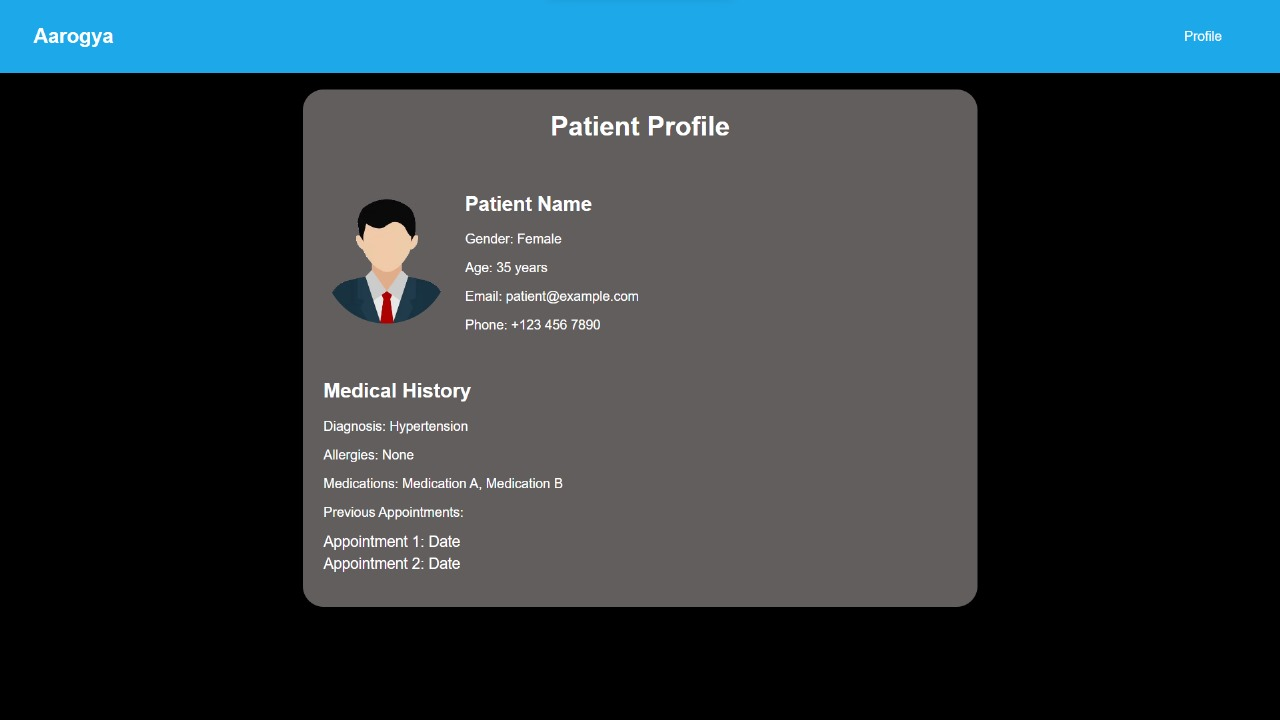 Aarogya
Profile
Patient Profile
Patient Name
Gender: Female
Age: 35 years
Email: patient@example.com
Phone: +123 456 7890
Medical History
Diagnosis: Hypertension
Allergies: None
Medications: Medication A, Medication B
Previous Appointments:
Appointment 1: Date
Appointment 2: Date